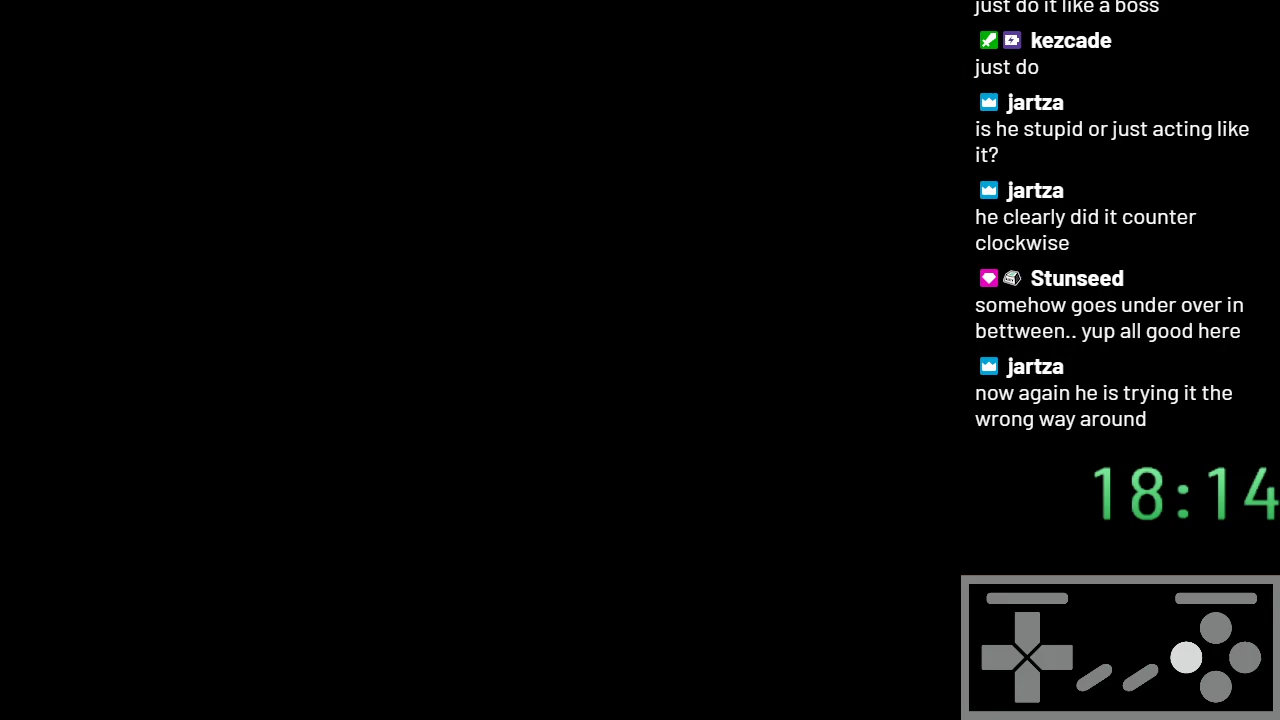 just do it like a boss
kezcade
just do
jartza
is he stupid or just acting like
it?
jartza
he clearly did it counter
clockwise
Stunseed
somehow goes under over in
bettween.. yup all good here
jartza
now again he is trying it the
wrong way around
18:14